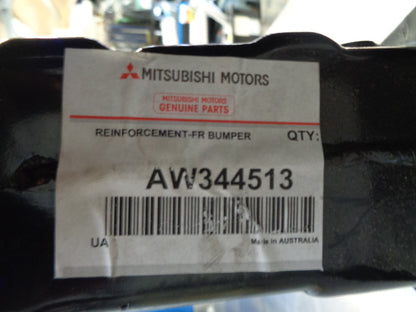 MITSUBISHI MOTORS
MITSUBISHI MOTORS
GENUINE PARTS
REINFORCEMENT-FR BUMPER QTY:
AW344513
UA Made in AUSTRALIA